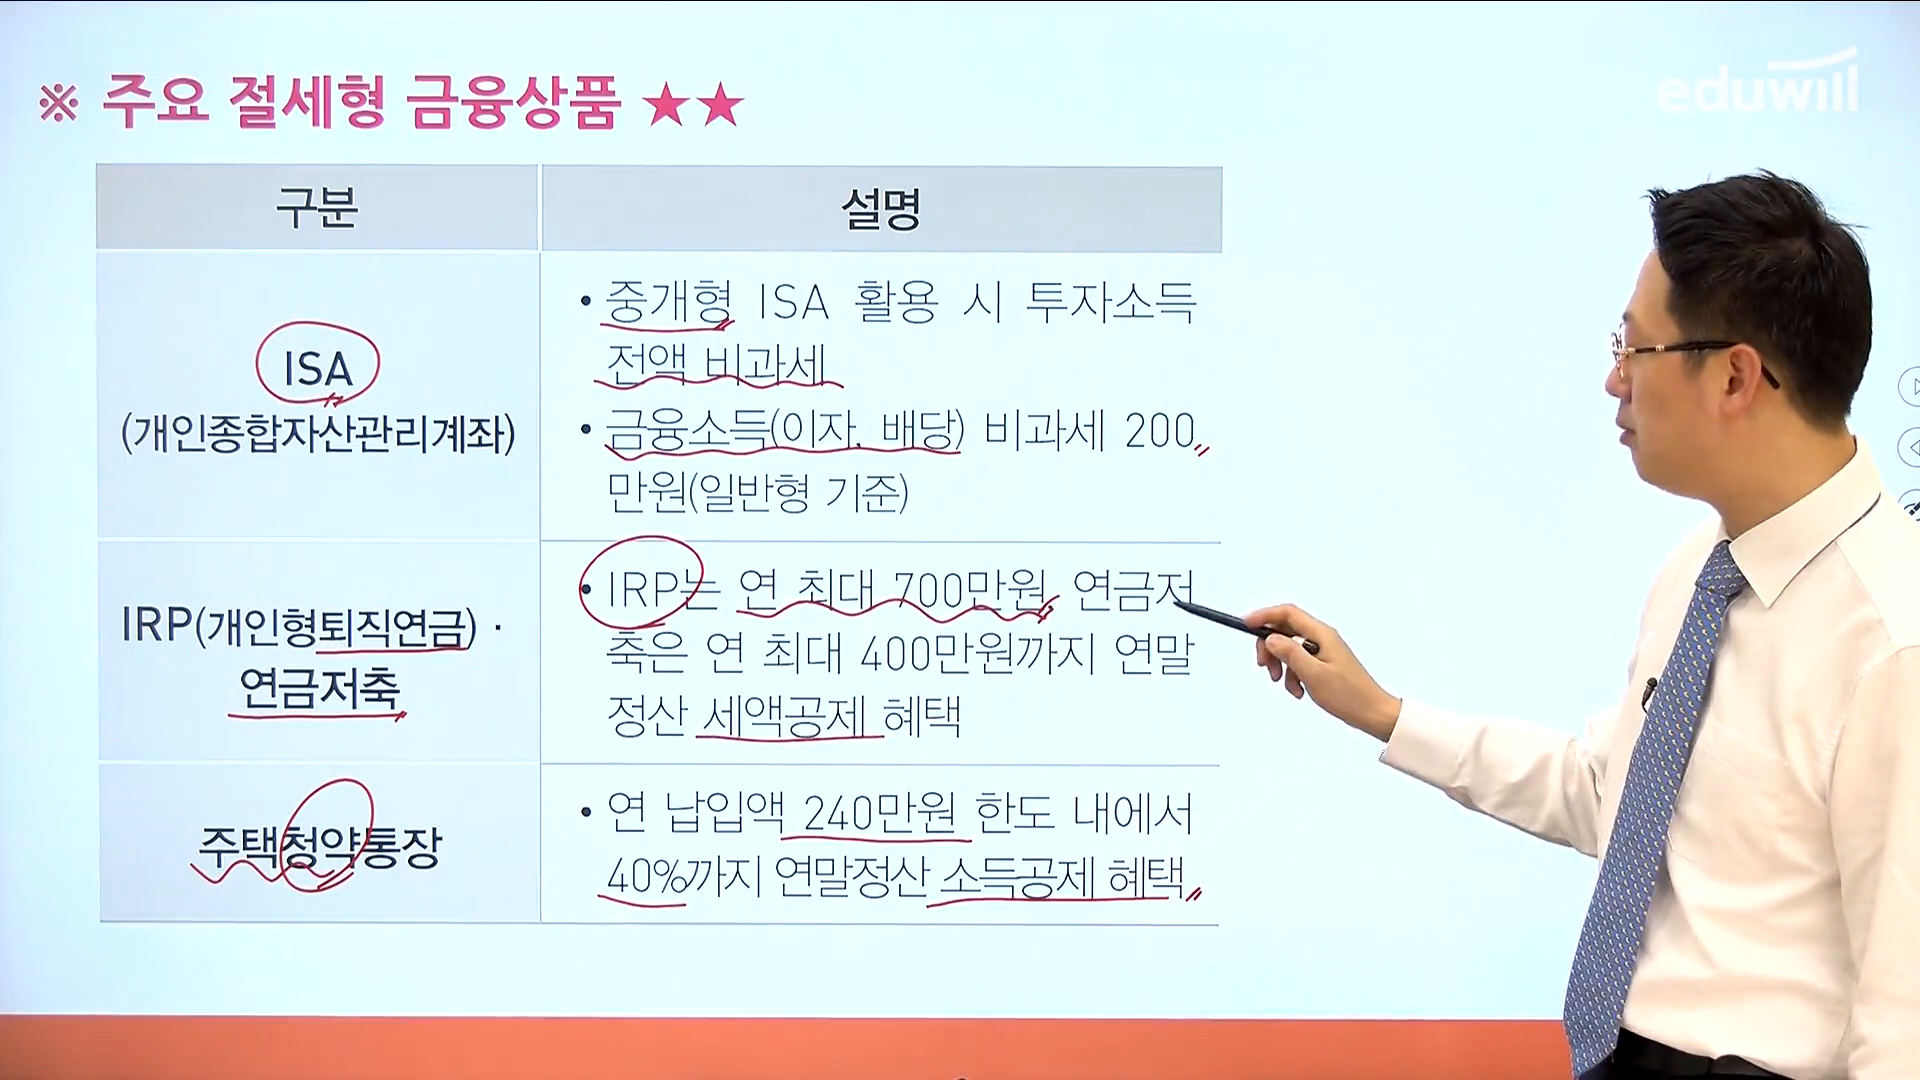 ※ 주요 절세형 금융상품 ★★
eduwill
구분
설명
ISA
(개인종합자산관리계좌)
• 중개형 ISA 활용 시 투자소득
전액 비과세
• 금융소득(이자, 배당) 비과세 200
만원(일반형 기준)
IRP(개인형퇴직연금)·
연금저축
• IRP는 연 최대 700만원, 연금저
축은 연 최대 400만원까지 연말
정산 세액공제 혜택
주택청약통장
• 연 납입액 240만원 한도 내에서
40%까지 연말정산 소득공제 혜택